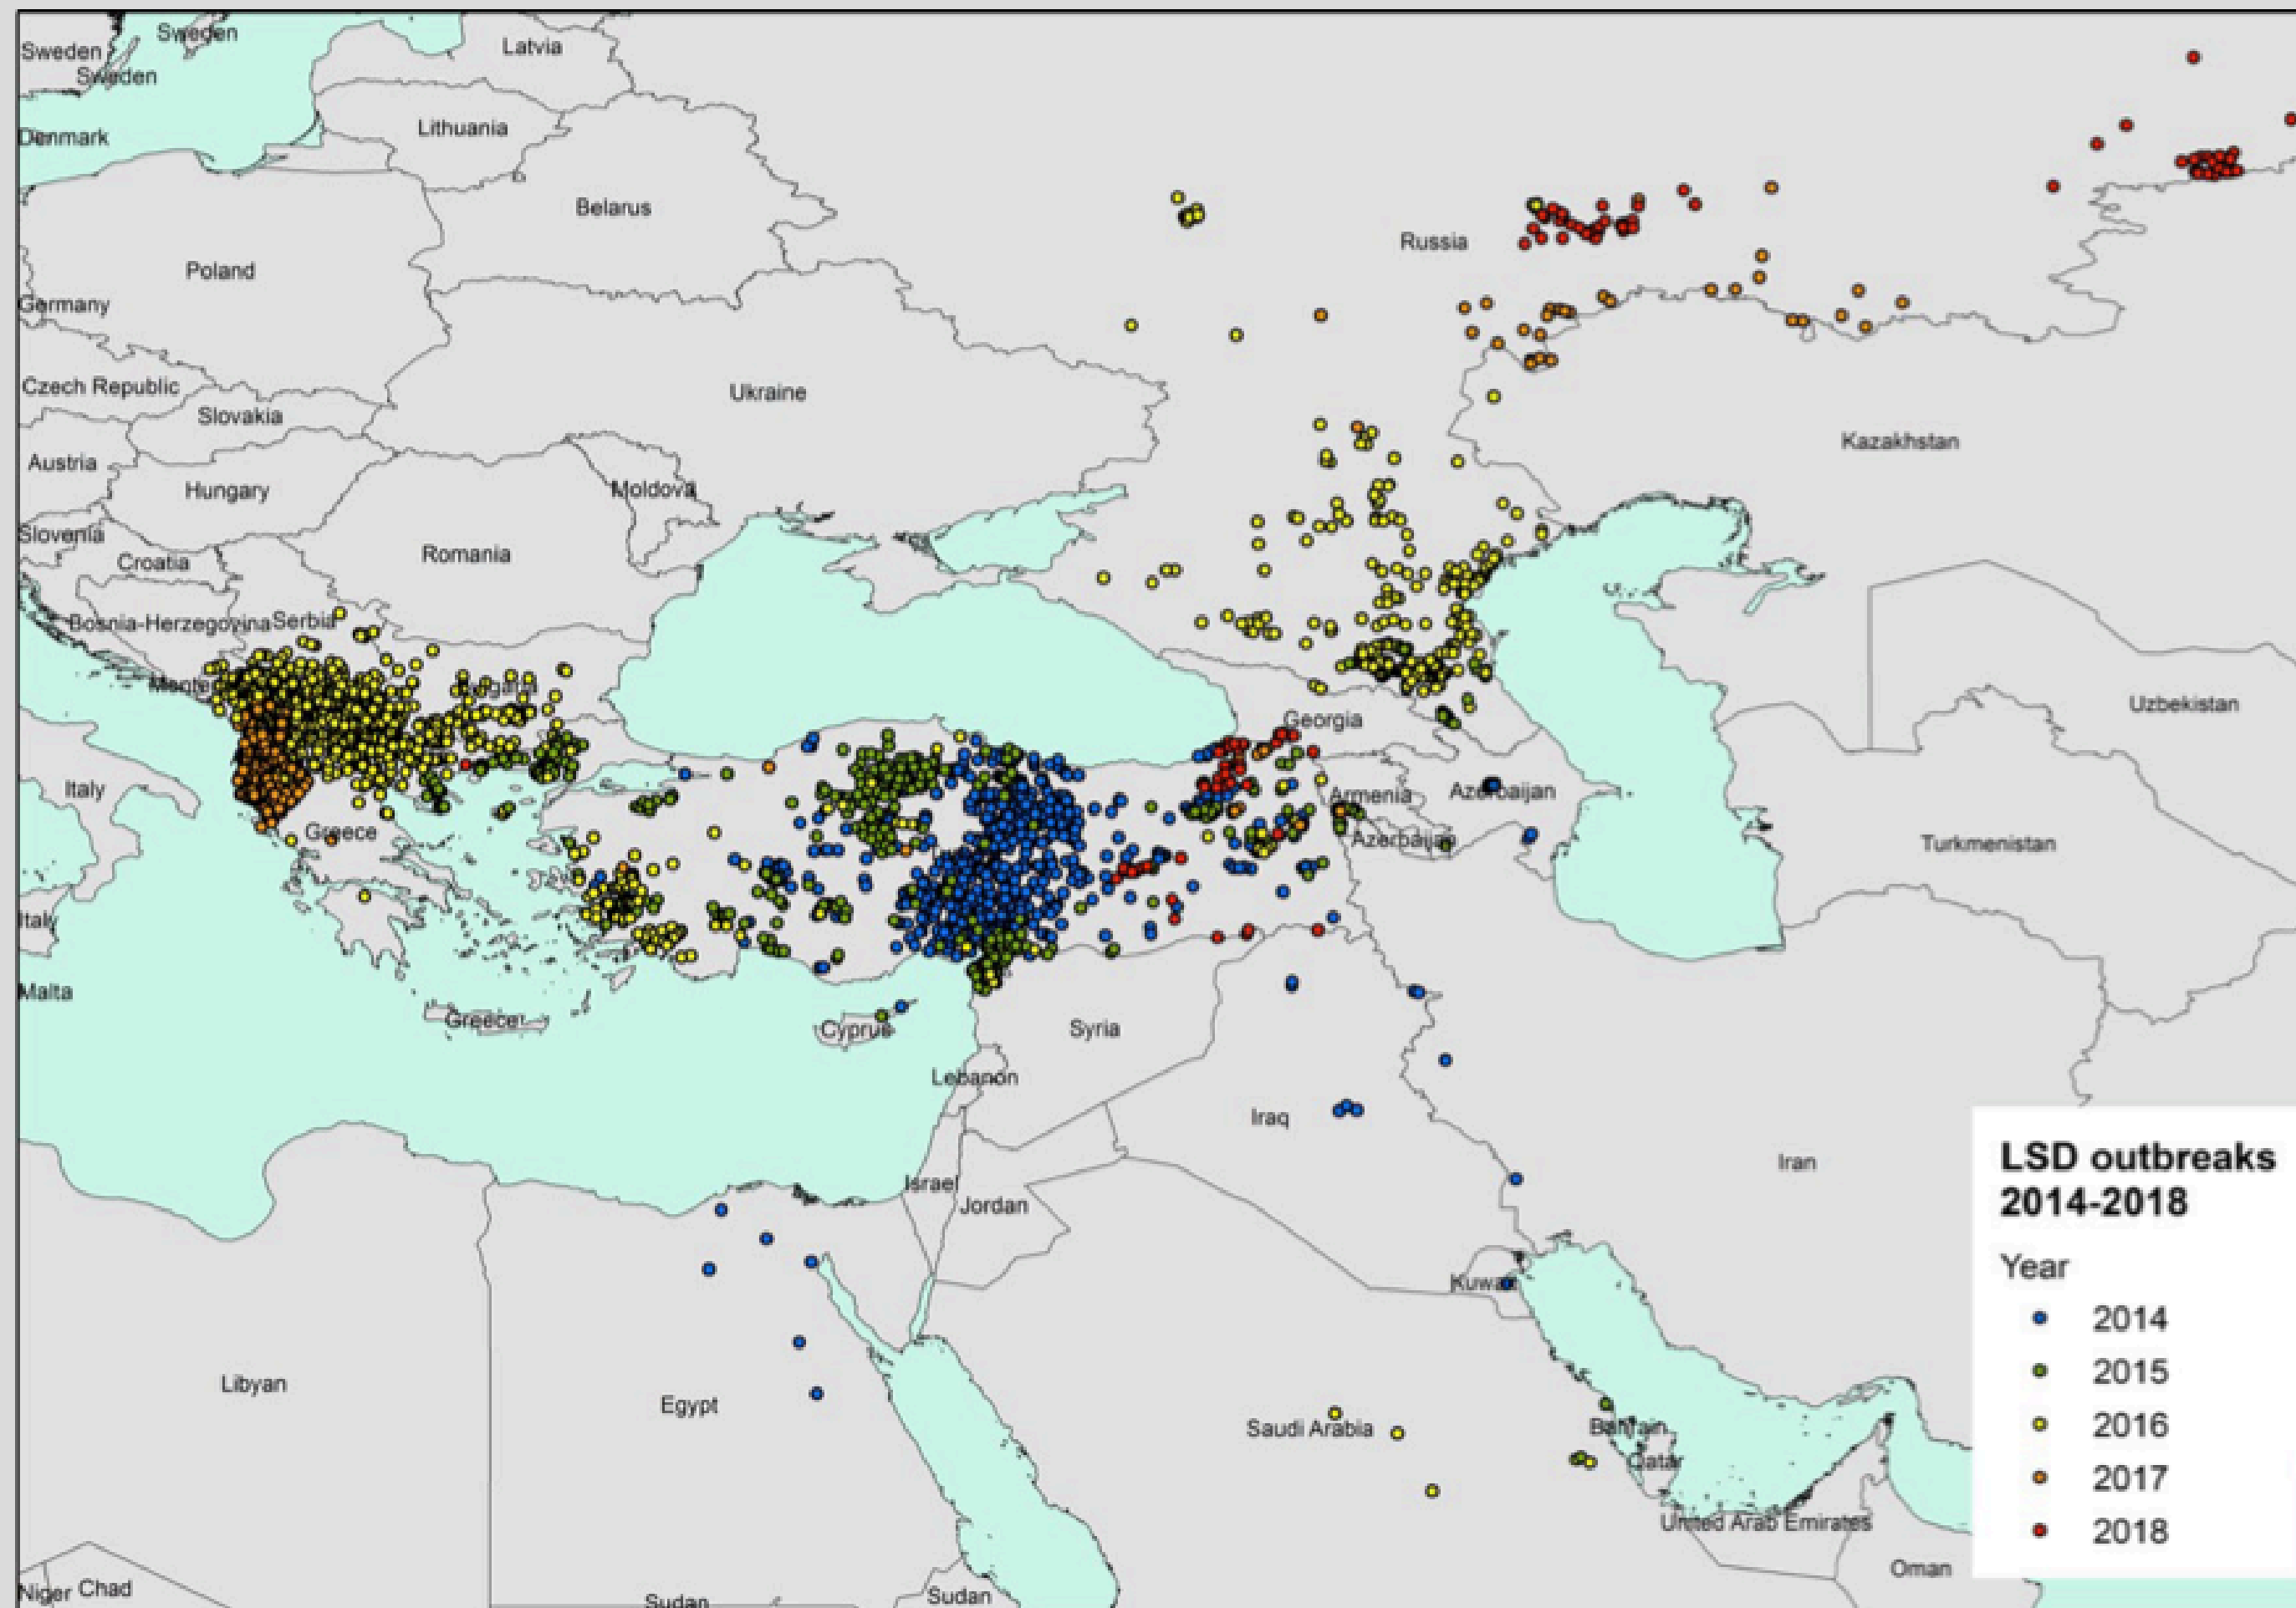 Sweden
Sweden
Latvia
Sweden
Denmark
Lithuania
Belarus
Russia
Poland
Germany
Czech Republic
Ukraine
Slovakia
Kazakhstan
Austria
Hungary
Moldova
Slovenia
Croatia
Romania
Bosnia-Herzegovina
Serbia
Uzbekistan
Georgia
Italy
Armenia
Azerbaijan
Greece
Azerbaijan
Turkmenistan
Italy
Malta
Greece
Cyprus
Syria
Lebanon
Iraq
Iran
Israel
Jordan
Libyan
Egypt
Saudi Arabia
Bahrain
Qatar
United Arab Emirates
Oman
Niger
Chad
Sudan
Sudan
LSD outbreaks
2014-2018
Year
2014
2015
2016
2017
2018